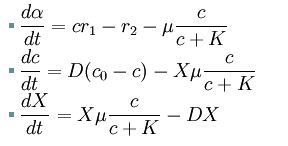 ▪ dα/dt = cr₁ − r₂ − μ c/(c + K)
▪ dc/dt = D(c₀ − c) − Xμ c/(c + K)
▪ dX/dt = Xμ c/(c + K) − DX